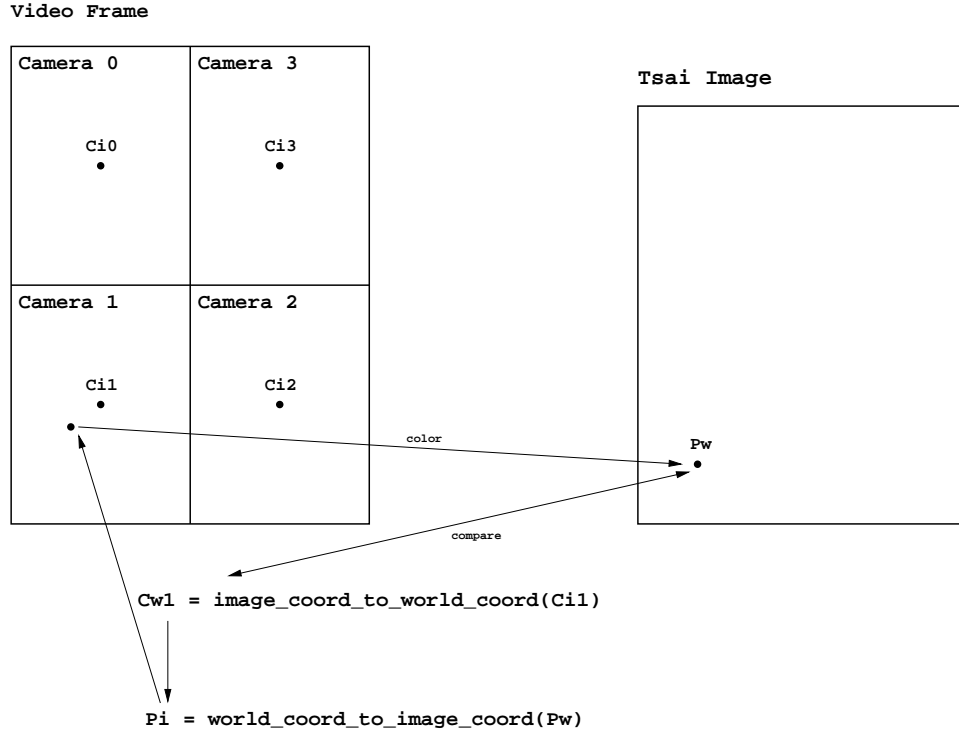 Video Frame
Camera 0
Camera 3
Tsai Image
Ci0
Ci3
Camera 1
Camera 2
Ci1
Ci2
color
Pw
compare
Cw1 = image_coord_to_world_coord(Ci1)
Pi = world_coord_to_image_coord(Pw)